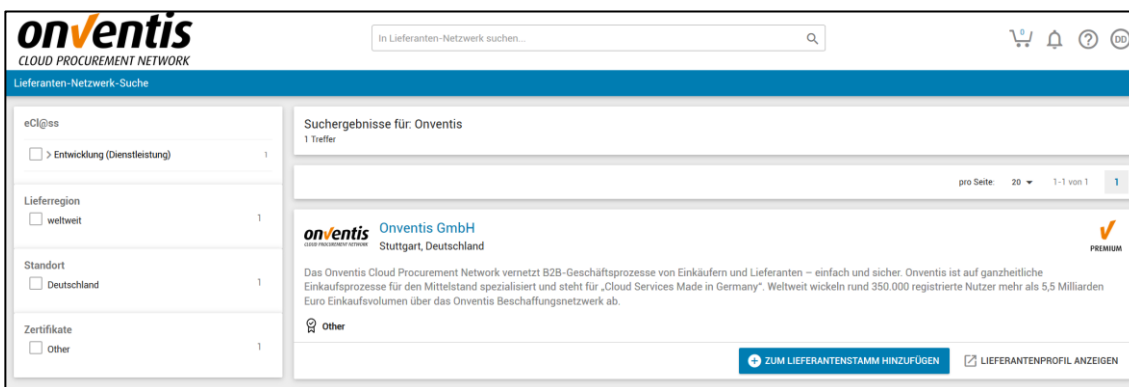 onventis
CLOUD PROCUREMENT NETWORK
In Lieferanten-Netzwerk suchen...
0
DD
Lieferanten-Netzwerk-Suche
eCl@ss
Entwicklung (Dienstleistung) 1
Lieferregion
weltweit 1
Standort
Deutschland 1
Zertifikate
Other 1
Suchergebnisse für: Onventis
1 Treffer
pro Seite: 20 1-1 von 1 1
onventis
CLOUD PROCUREMENT NETWORK
Onventis GmbH
Stuttgart, Deutschland
PREMIUM
Das Onventis Cloud Procurement Network vernetzt B2B-Geschäftsprozesse von Einkäufern und Lieferanten – einfach und sicher. Onventis ist auf ganzheitliche
Einkaufsprozesse für den Mittelstand spezialisiert und steht für „Cloud Services Made in Germany“. Weltweit wickeln rund 350.000 registrierte Nutzer mehr als 5,5 Milliarden
Euro Einkaufsvolumen über das Onventis Beschaffungsnetzwerk ab.
Other
ZUM LIEFERANTENSTAMM HINZUFÜGEN
LIEFERANTENPROFIL ANZEIGEN